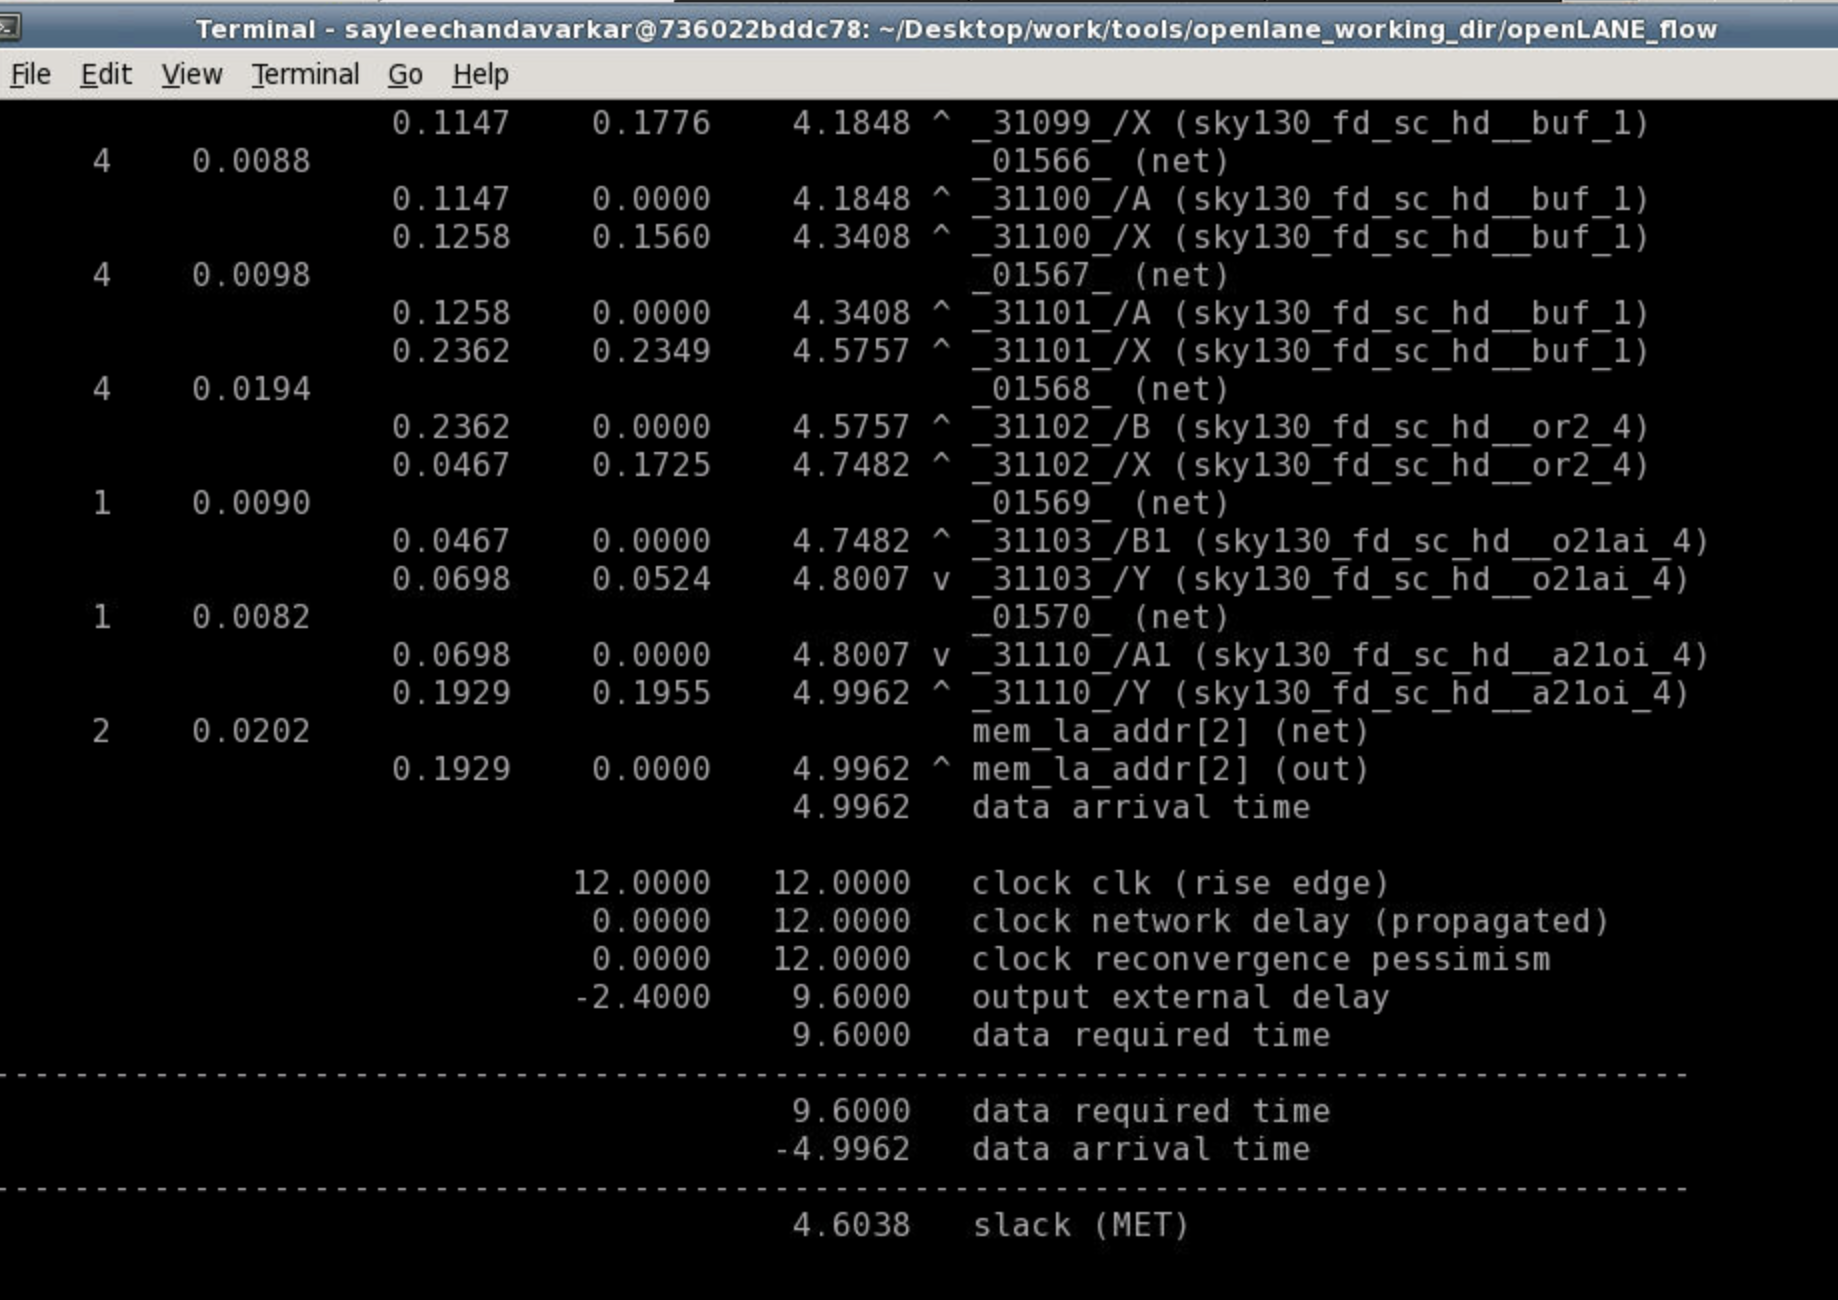 Terminal - sayleechandavarkar@736022bddc78: ~/Desktop/work/tools/openlane_working_dir/openLANE_flow
File Edit View Terminal Go Help
0.1147 0.1776 4.1848 ^ _31099_/X (sky130_fd_sc_hd__buf_1)
4 0.0088 _01566_ (net)
0.1147 0.0000 4.1848 ^ _31100_/A (sky130_fd_sc_hd__buf_1)
0.1258 0.1560 4.3408 ^ _31100_/X (sky130_fd_sc_hd__buf_1)
4 0.0098 _01567_ (net)
0.1258 0.0000 4.3408 ^ _31101_/A (sky130_fd_sc_hd__buf_1)
0.2362 0.2349 4.5757 ^ _31101_/X (sky130_fd_sc_hd__buf_1)
4 0.0194 _01568_ (net)
0.2362 0.0000 4.5757 ^ _31102_/B (sky130_fd_sc_hd__or2_4)
0.0467 0.1725 4.7482 ^ _31102_/X (sky130_fd_sc_hd__or2_4)
1 0.0090 _01569_ (net)
0.0467 0.0000 4.7482 ^ _31103_/B1 (sky130_fd_sc_hd__o21ai_4)
0.0698 0.0524 4.8007 v _31103_/Y (sky130_fd_sc_hd__o21ai_4)
1 0.0082 _01570_ (net)
0.0698 0.0000 4.8007 v _31110_/A1 (sky130_fd_sc_hd__a21oi_4)
0.1929 0.1955 4.9962 ^ _31110_/Y (sky130_fd_sc_hd__a21oi_4)
2 0.0202 mem_la_addr[2] (net)
0.1929 0.0000 4.9962 ^ mem_la_addr[2] (out)
4.9962 data arrival time
12.0000 12.0000 clock clk (rise edge)
0.0000 12.0000 clock network delay (propagated)
0.0000 12.0000 clock reconvergence pessimism
-2.4000 9.6000 output external delay
9.6000 data required time
-------------------------------------------------------------------------------------
9.6000 data required time
-4.9962 data arrival time
-------------------------------------------------------------------------------------
4.6038 slack (MET)